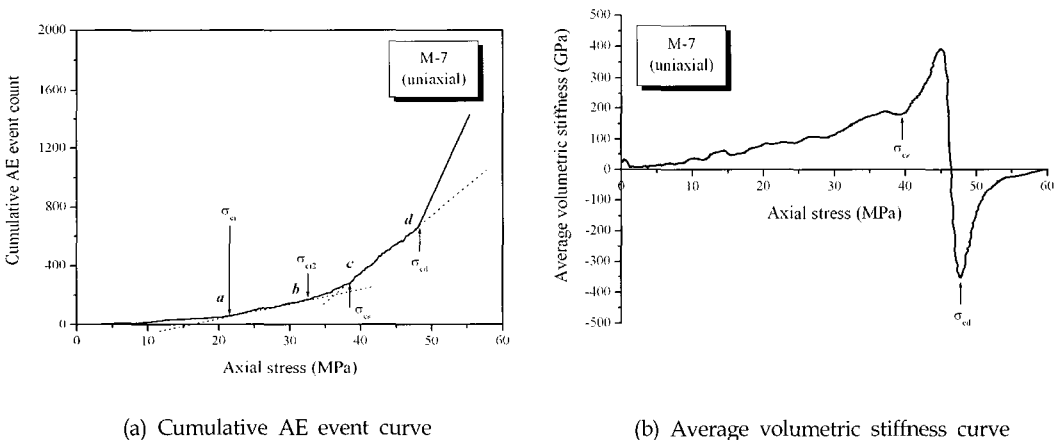 2000
1600
1200
800
400
0
Cumulative AE event count
M-7
(uniaxial)
a
b
c
d
σci2
σcs
σcd
10 20 30 40 50 60
Axial stress (MPa)
(a) Cumulative AE event curve
500
400
300
200
100
0
-100
-200
-300
-400
-500
Average volumetric stiffness (GPa)
M-7
(uniaxial)
σcs
σcd
0 10 20 30 40 50 60
Axial stress (MPa)
(b) Average volumetric stiffness curve